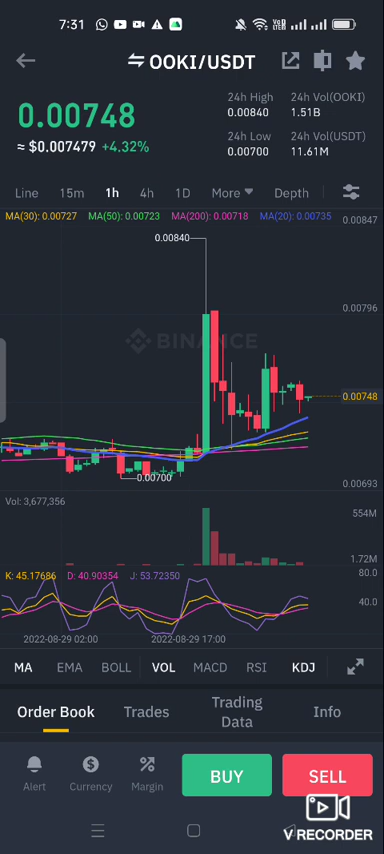 7:31
OOKI/USDT
0.00748
≈ $0.007479 +4.32%
24h High
0.00840
24h Vol(OOKI)
1.51B
24h Low
0.00700
24h Vol(USDT)
11.61M
Line 15m 1h 4h 1D More Depth
MA(30): 0.00727 MA(50): 0.00723 MA(200): 0.00718 MA(20): 0.00735
0.00847
0.00840
0.00796
BINANCE
0.00748
0.00700
0.00693
Vol: 3,677,356
554M
1.72M
K: 45.17686 D: 40.90354 J: 53.72350
80.0
40.0
2022-08-29 02:00 2022-08-29 17:00
MA EMA BOLL VOL MACD RSI KDJ
Order Book Trades Trading Data Info
Alert Currency Margin BUY SELL
V RECORDER